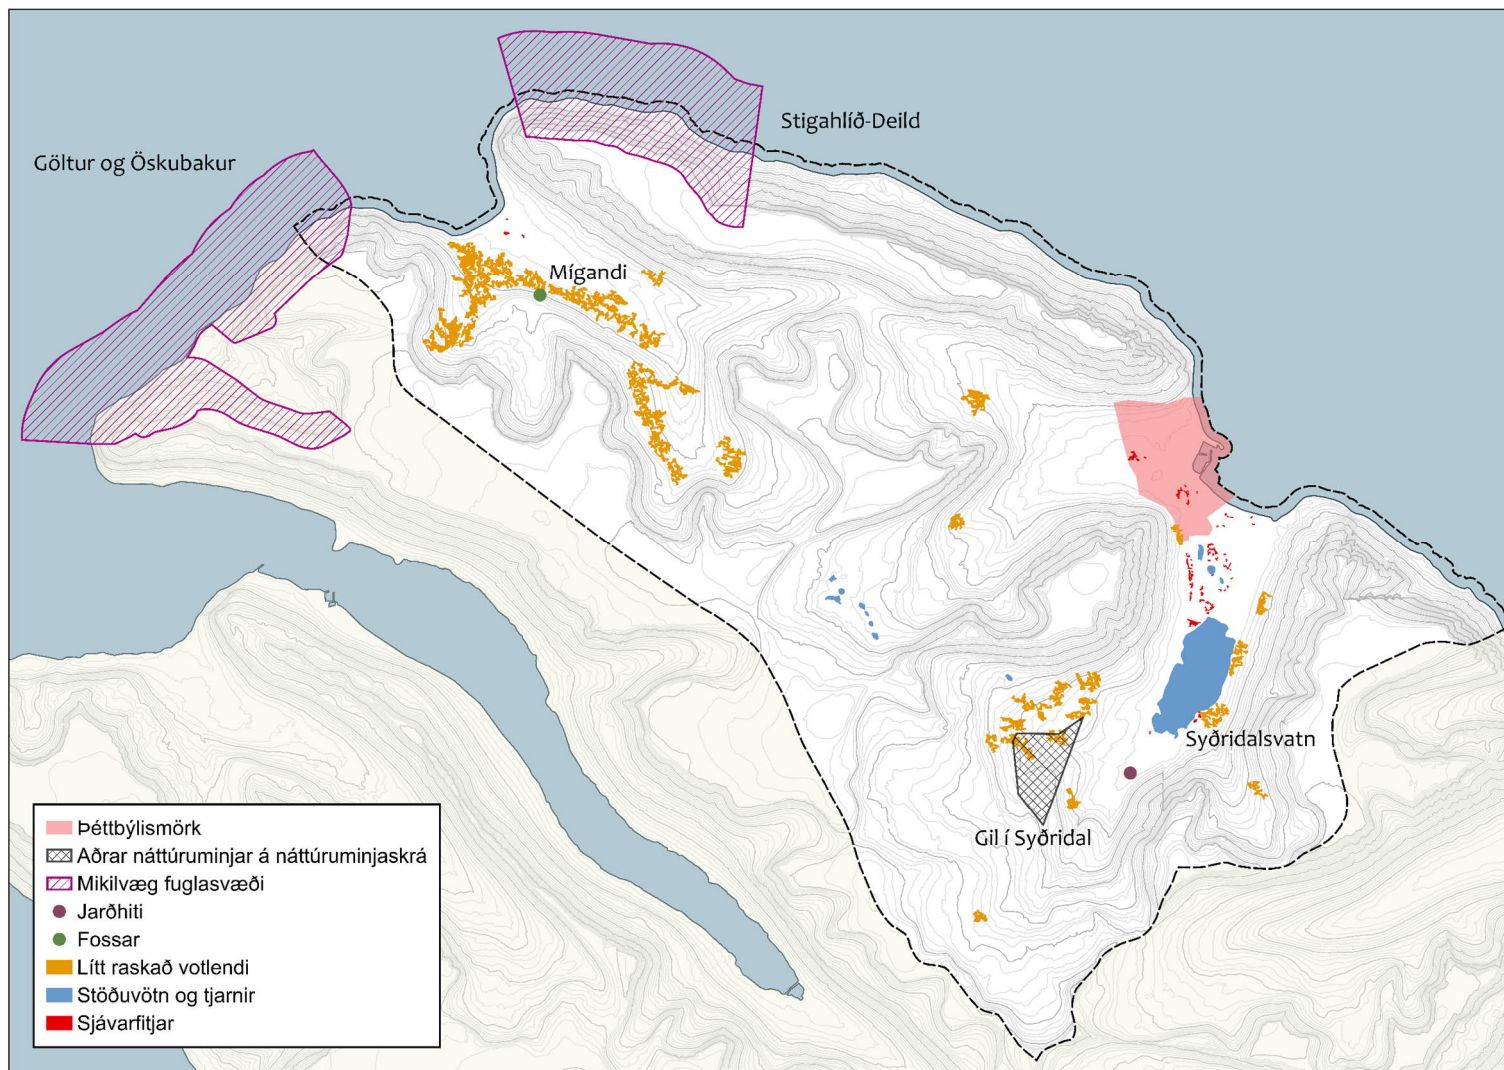 Stigahlíð-Deild
Göltur og Öskubakur
Mígandi
Syðridalsvatn
Gil í Syðridal
Þéttbýlismörk
Aðrar náttúruminjar á náttúruminjaskrá
Mikilvæg fuglasvæði
Jarðhiti
Fossar
Lítt raskað votlendi
Stöðuvötn og tjarnir
Sjávarfitjar